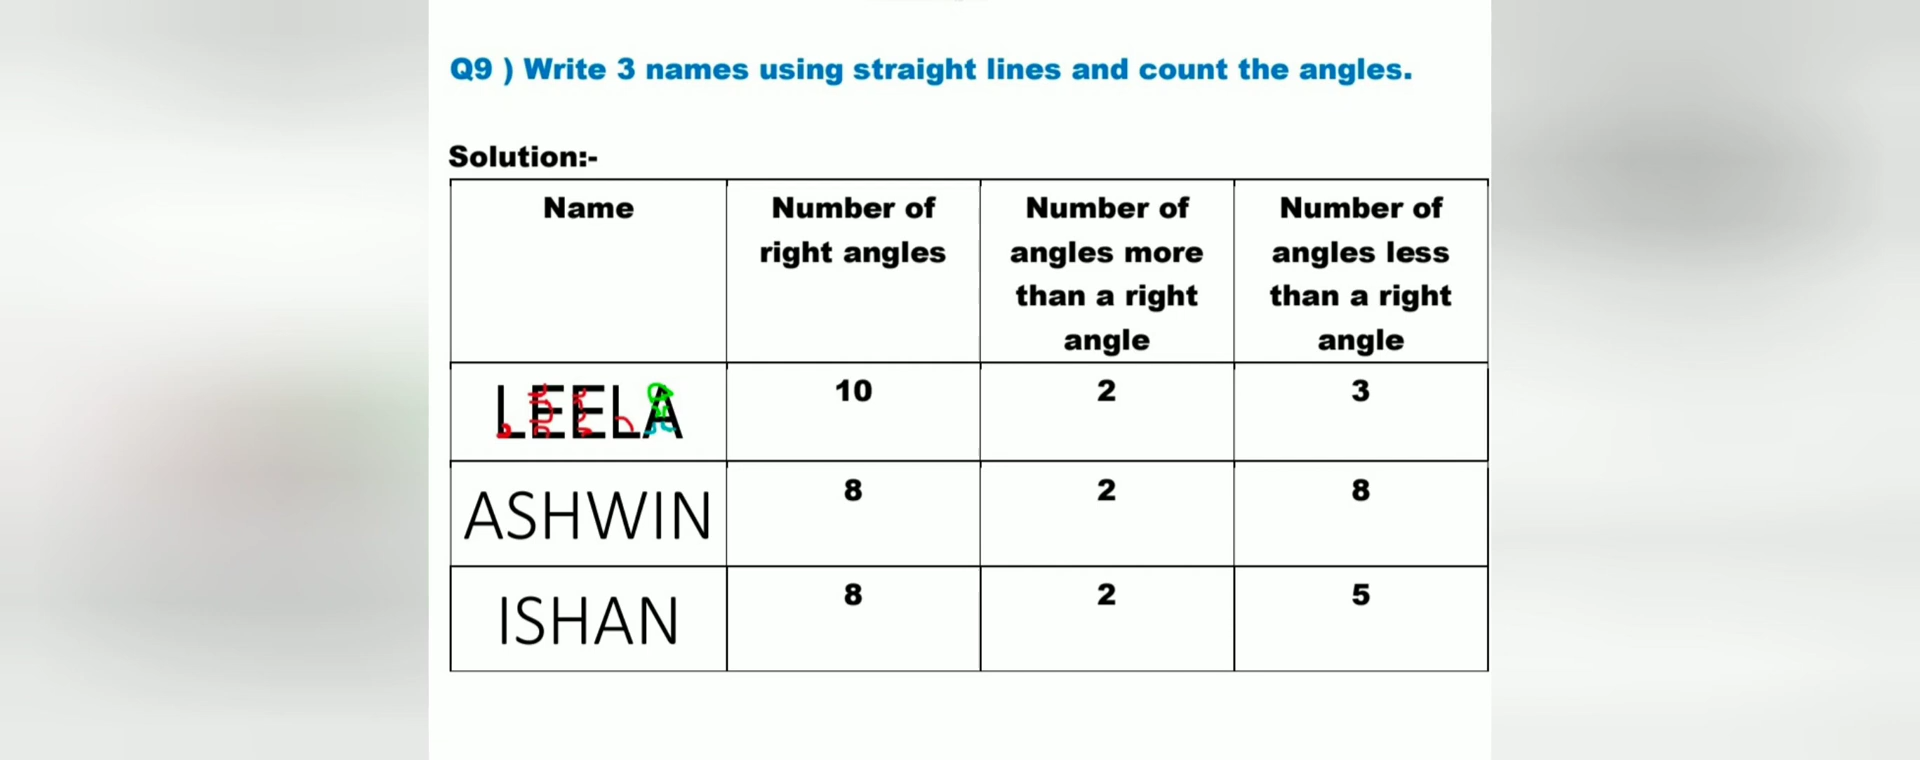 Q9 ) Write 3 names using straight lines and count the angles.
Solution:-
Name
Number of right angles
Number of angles more than a right angle
Number of angles less than a right angle
LEELA
10
2
3
ASHWIN
8
2
8
ISHAN
8
2
5